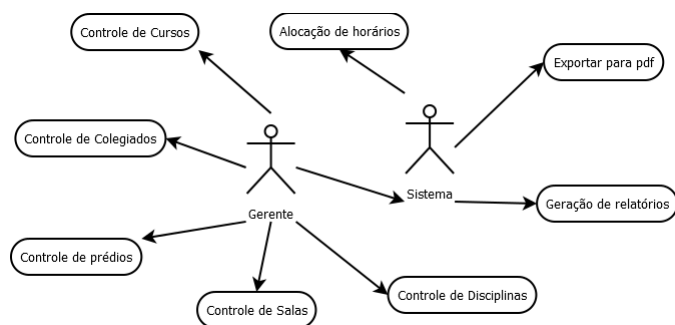 Controle de Cursos
Alocação de horários
Exportar para pdf
Controle de Colegiados
Sistema
Geração de relatórios
Gerente
Controle de prédios
Controle de Salas
Controle de Disciplinas